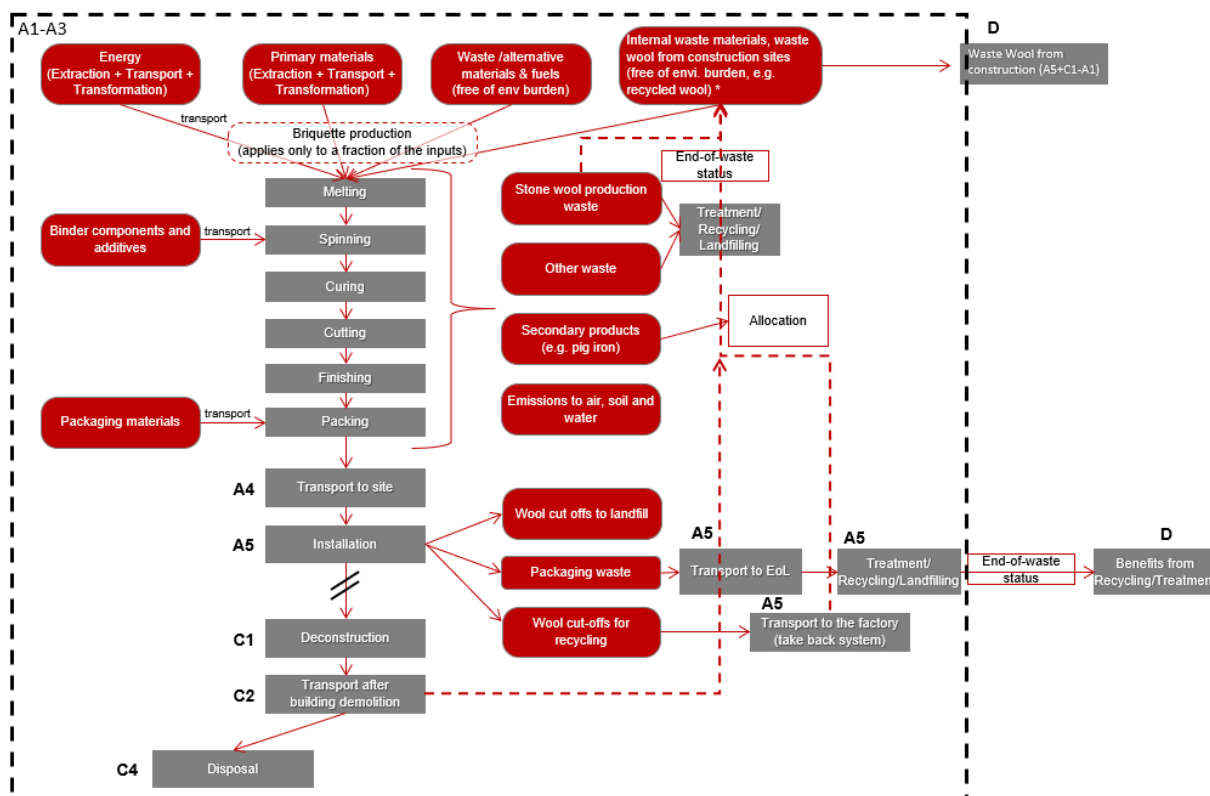 A1-A3
D
Energy
(Extraction + Transport +
Transformation)
Primary materials
(Extraction + Transport +
Transformation)
Waste /alternative
materials & fuels
(free of env burden)
Internal waste materials, waste
wool from construction sites
(free of envi. burden, e.g.
recycled wool) *
Waste Wool from
construction (A5+C1-A1)
transport
Briquette production
(applies only to a fraction of the inputs)
End-of-waste
status
Melting
Stone wool production
waste
Treatment/
Recycling/
Landfilling
Binder components and
additives
transport
Spinning
Other waste
Curing
Cutting
Secondary products
(e.g. pig iron)
Allocation
Finishing
Emissions to air, soil and
water
Packaging materials
transport
Packing
A4
Transport to site
Wool cut offs to landfill
A5
Installation
A5
A5
D
Packaging waste
Transport to EoL
Treatment/
Recycling/Landfilling
End-of-waste
status
Benefits from
Recycling/Treatment
A5
C1
Deconstruction
Wool cut-offs for
recycling
Transport to the factory
(take back system)
C2
Transport after
building demolition
C4
Disposal